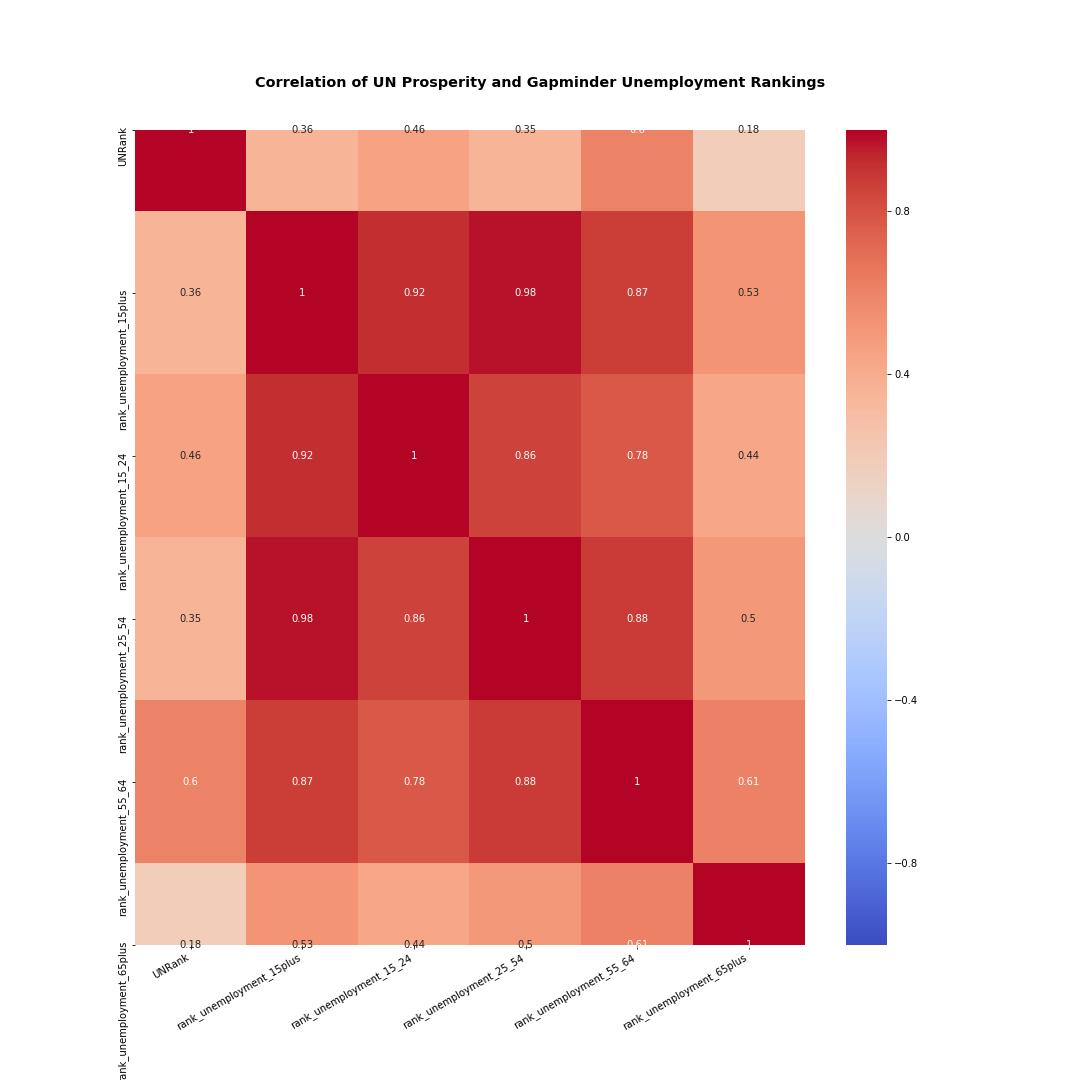 Correlation of UN Prosperity and Gapminder Unemployment Rankings
UNRank
1 0.36 0.46 0.35 0.6 0.18
rank_unemployment_15plus
0.36 1 0.92 0.98 0.87 0.53
rank_unemployment_15_24
0.46 0.92 1 0.86 0.78 0.44
rank_unemployment_25_54
0.35 0.98 0.86 1 0.88 0.5
rank_unemployment_55_64
0.6 0.87 0.78 0.88 1 0.61
rank_unemployment_65plus
0.18 0.53 0.44 0.5 0.61 1
UNRank
rank_unemployment_15plus
rank_unemployment_15_24
rank_unemployment_25_54
rank_unemployment_55_64
rank_unemployment_65plus
0.8
0.4
0.0
−0.4
−0.8